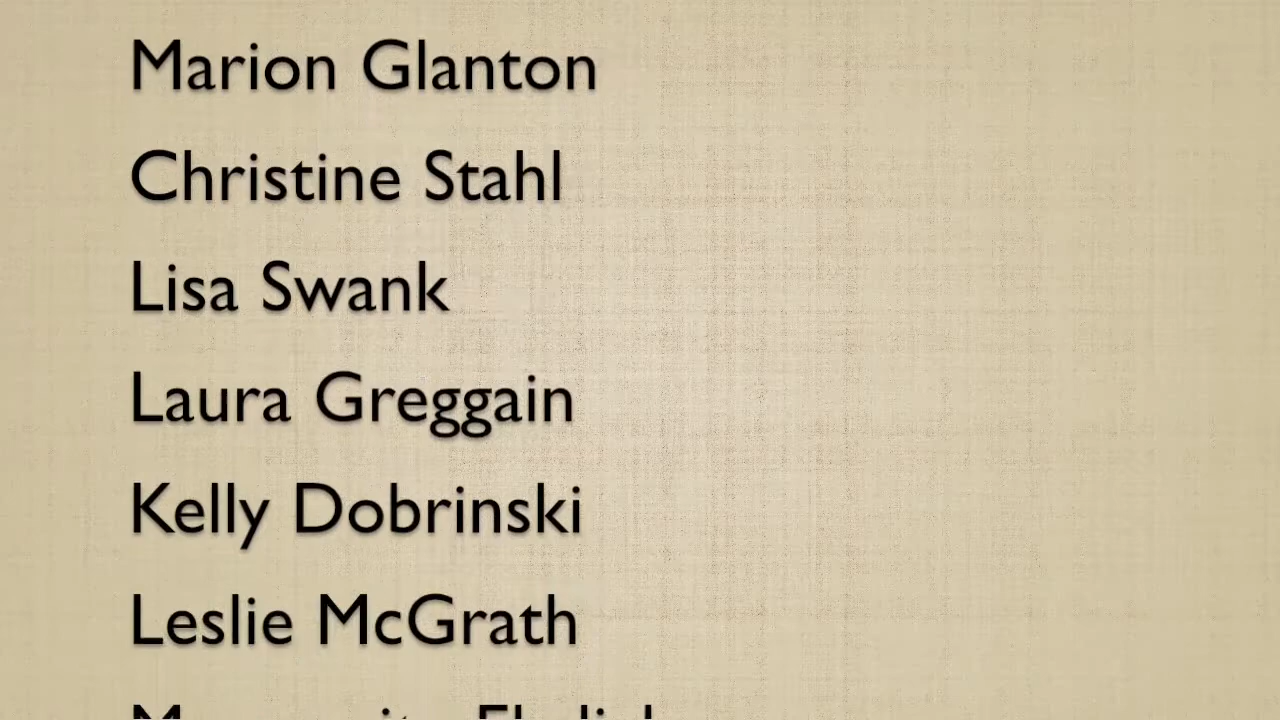 Marion Glanton
Christine Stahl
Lisa Swank
Laura Greggain
Kelly Dobrinski
Leslie McGrath